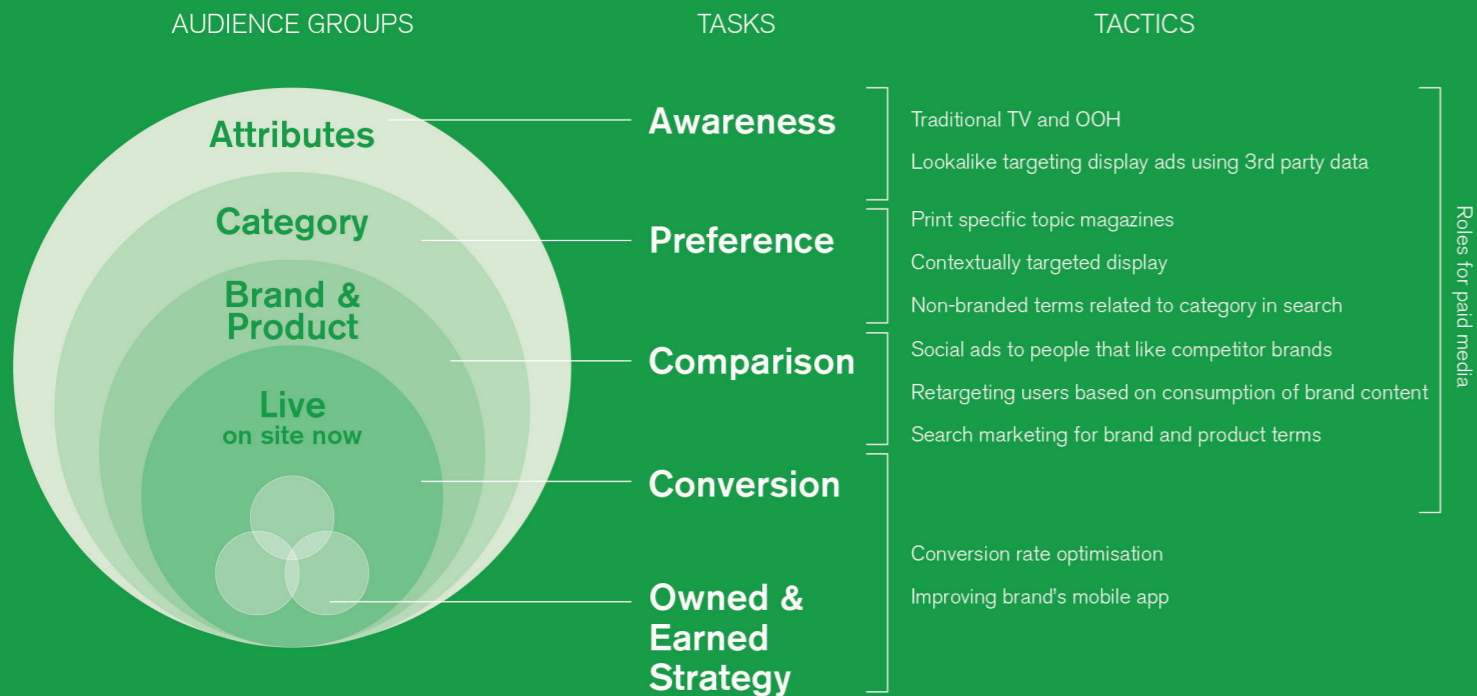 AUDIENCE GROUPS
TASKS
TACTICS
Attributes
Category
Brand &
Product
Live
on site now
Awareness
Preference
Comparison
Conversion
Owned &
Earned
Strategy
Traditional TV and OOH
Lookalike targeting display ads using 3rd party data
Print specific topic magazines
Contextually targeted display
Non-branded terms related to category in search
Social ads to people that like competitor brands
Retargeting users based on consumption of brand content
Search marketing for brand and product terms
Conversion rate optimisation
Improving brand's mobile app
Roles for paid media